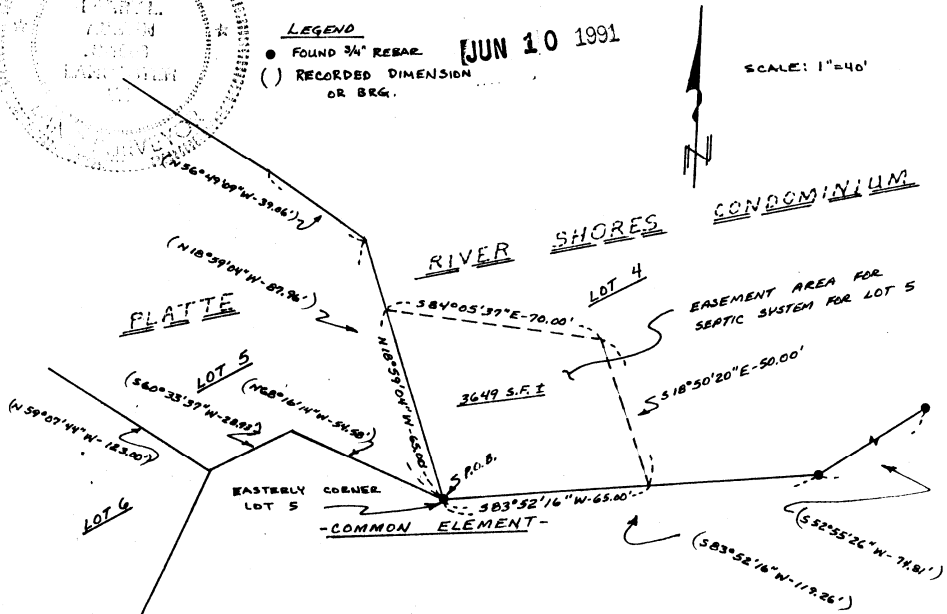 LEGEND
● FOUND 3/4" REBAR
( ) RECORDED DIMENSION
OR BRG.
JUN 10 1991
SCALE: 1"=40'
N
(N56°49'09"W-39.06')
(N18°59'04"W-87.96')
PLATTE RIVER SHORES CONDOMINIUM
LOT 4
S84°05'37"E-70.00'
EASEMENT AREA FOR
SEPTIC SYSTEM FOR LOT 5
N18°59'04"W-65.00'
3649 S.F.±
S18°50'20"E-50.00'
LOT 5
(S60°33'37"W-28.93')
(N68°16'14"W-54.58')
(N59°07'44"W-123.00')
LOT 6
P.O.B.
EASTERLY CORNER
LOT 5
S83°52'16"W-65.00'
-COMMON ELEMENT-
(S83°52'16"W-119.26')
(S52°55'26"W-74.81')